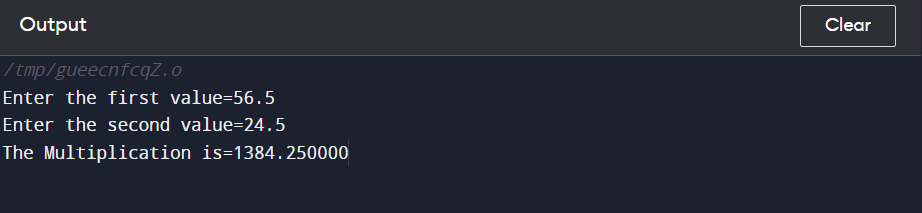 Output
Clear
/tmp/gueecnfcqZ.o
Enter the first value=56.5
Enter the second value=24.5
The Multiplication is=1384.250000